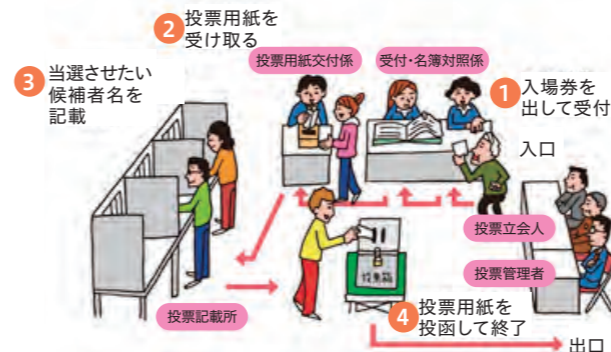 2 投票用紙を
受け取る
投票用紙交付係
受付・名簿対照係
3 当選させたい
候補者名を
記載
1 入場券を
出して受付
入口
投票立会人
投票管理者
投票箱
投票記載所
4 投票用紙を
投函して終了
出口